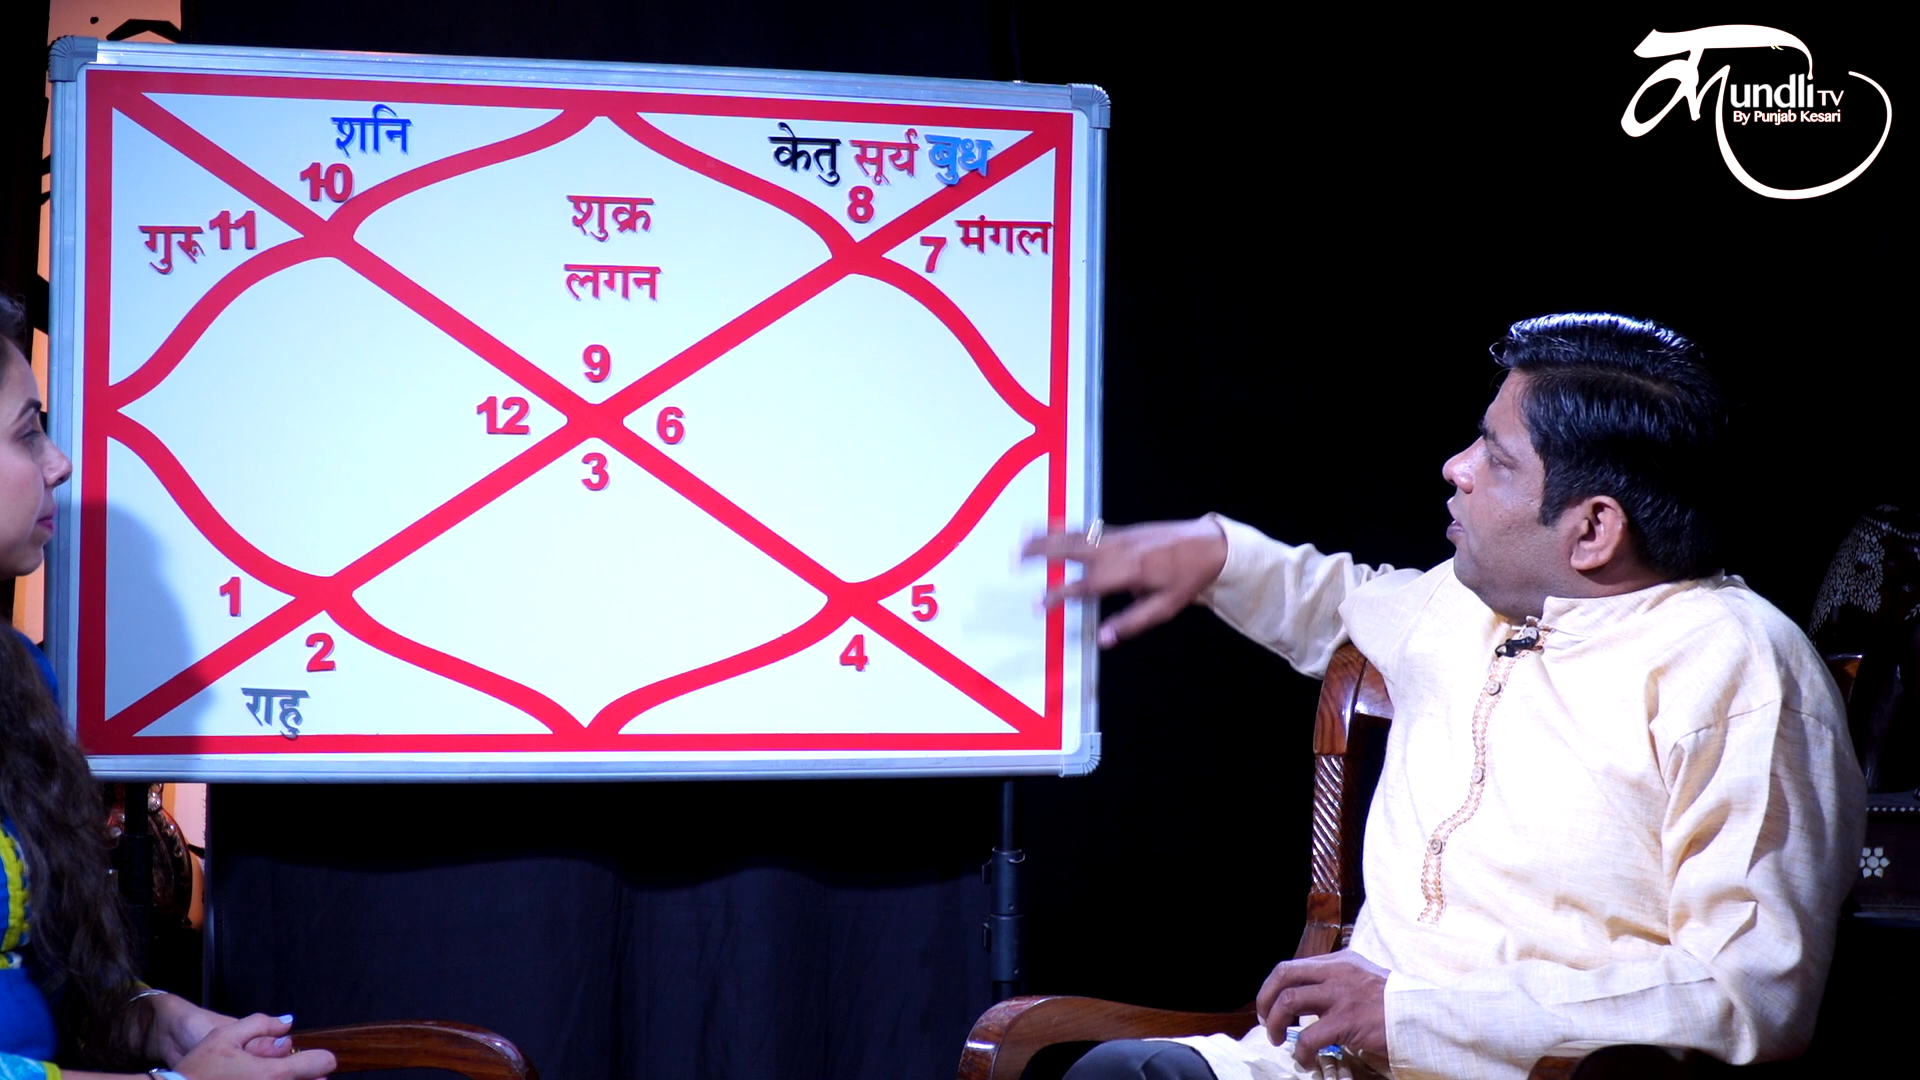 Kundli TV
By Punjab Kesari
शनि
10
केतु सूर्य बुध
8
गुरू 11
शुक्र
लगन
7 मंगल
9
12
6
3
1
2
राहु
5
4